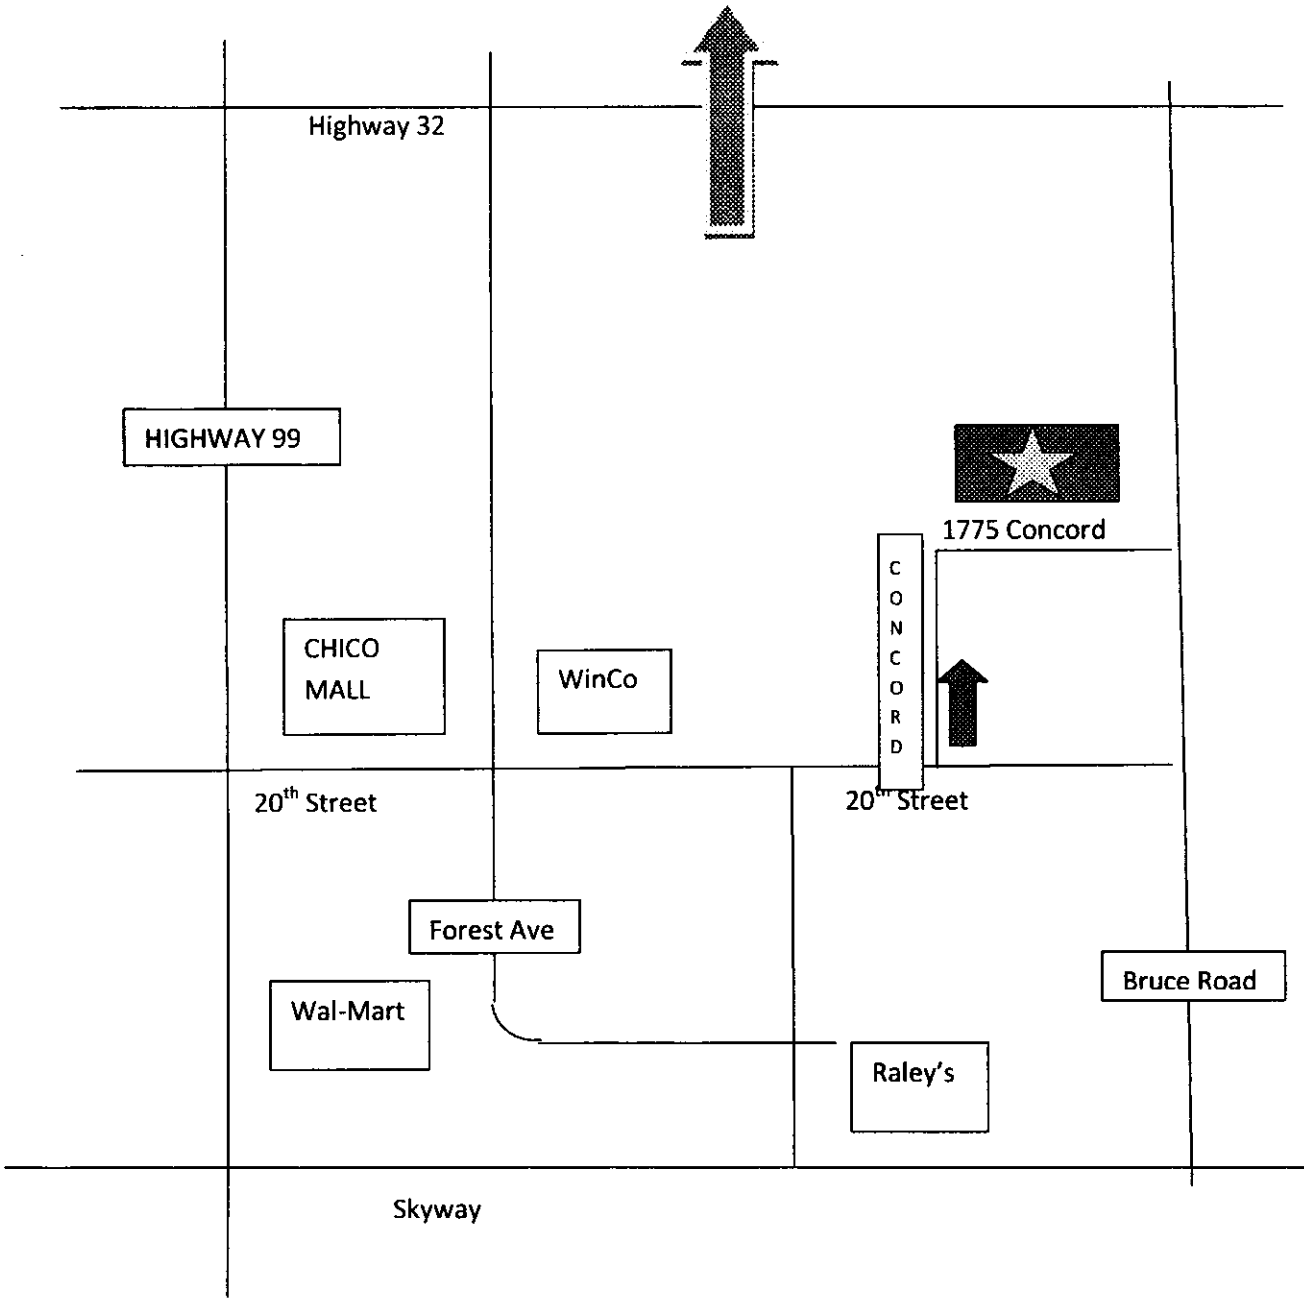 Highway 32
HIGHWAY 99
1775 Concord
CONCORD
CHICO
MALL
WinCo
20th Street
20th Street
Forest Ave
Bruce Road
Wal-Mart
Raley's
Skyway